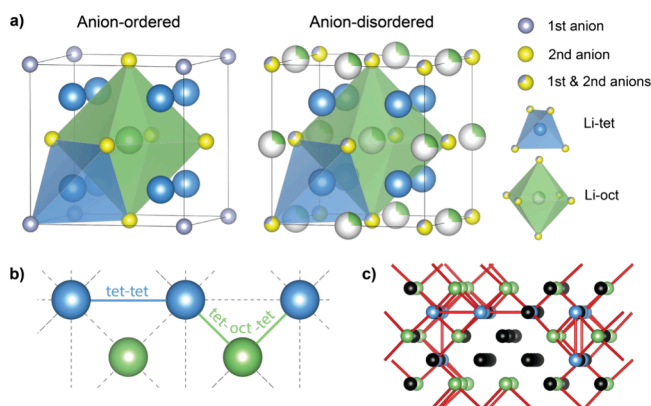 a)
Anion-ordered
Anion-disordered
1st anion
2nd anion
1st & 2nd anions
Li-tet
Li-oct
b)
tet-tet
tet-oct-tet
c)